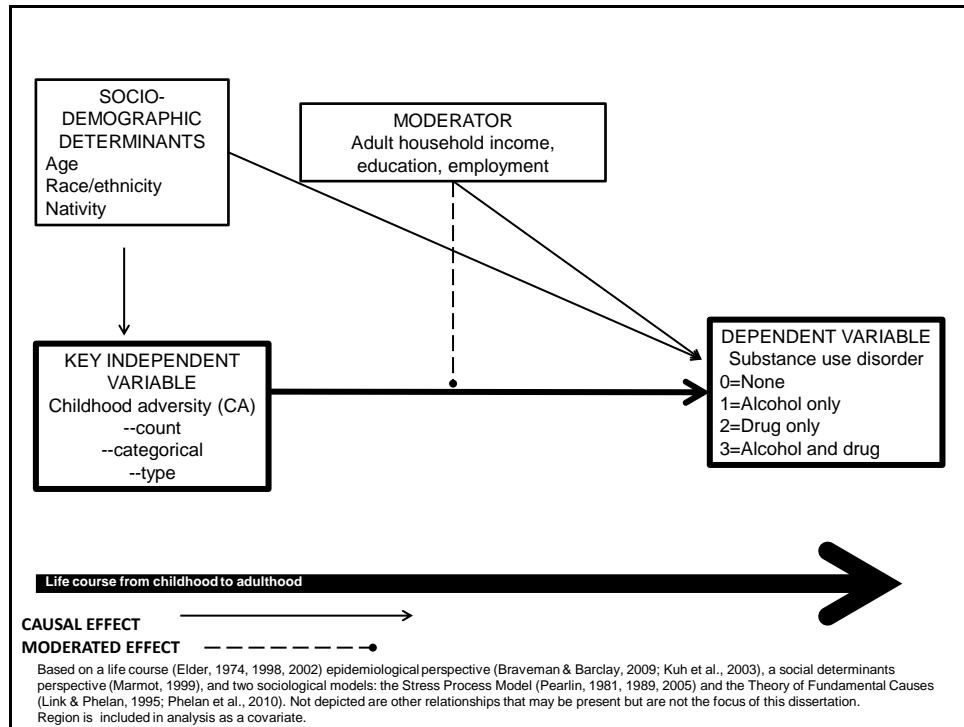 SOCIO-
DEMOGRAPHIC
DETERMINANTS
Age
Race/ethnicity
Nativity
MODERATOR
Adult household income,
education, employment
KEY INDEPENDENT
VARIABLE
Childhood adversity (CA)
--count
--categorical
--type
DEPENDENT VARIABLE
Substance use disorder
0=None
1=Alcohol only
2=Drug only
3=Alcohol and drug
Life course from childhood to adulthood
CAUSAL EFFECT
MODERATED EFFECT
Based on a life course (Elder, 1974, 1998, 2002) epidemiological perspective (Braveman & Barclay, 2009; Kuh et al., 2003), a social determinants
perspective (Marmot, 1999), and two sociological models: the Stress Process Model (Pearlin, 1981, 1989, 2005) and the Theory of Fundamental Causes
(Link & Phelan, 1995; Phelan et al., 2010). Not depicted are other relationships that may be present but are not the focus of this dissertation.
Region is included in analysis as a covariate.